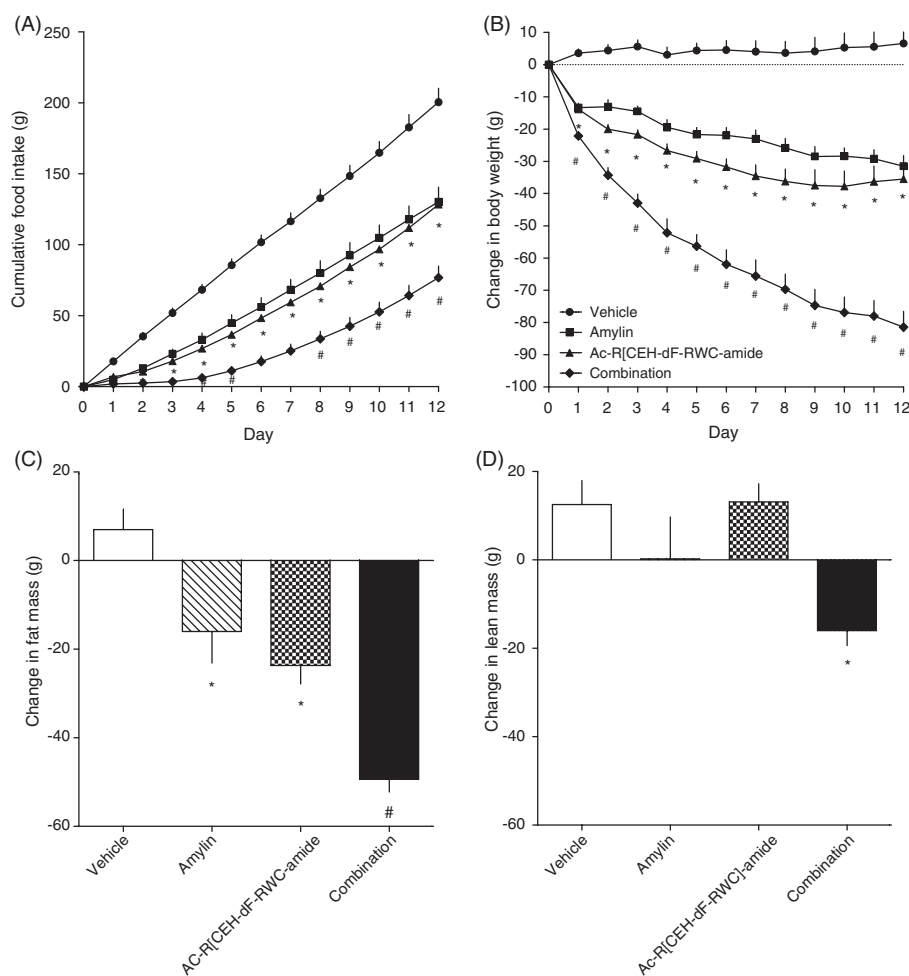 (A)
250
200
150
100
50
0
Cumulative food intake (g)
0 1 2 3 4 5 6 7 8 9 10 11 12
Day
* * * * * * * * * *
# # # # # # #
(B)
10
0
-10
-20
-30
-40
-50
-60
-70
-80
-90
-100
Change in body weight (g)
* * * * * * * * * * * *
# # # # # # # # # # # #
Vehicle
Amylin
Ac-R[CEH-dF-RWC-amide
Combination
0 1 2 3 4 5 6 7 8 9 10 11 12
Day
(C)
20
0
-20
-40
-60
Change in fat mass (g)
* * #
Vehicle
Amylin
AC-R[CEH-dF-RWC-amide
Combination
(D)
20
0
-20
-40
-60
Change in lean mass (g)
*
Vehicle
Amylin
Ac-R[CEH-dF-RWC]-amide
Combination